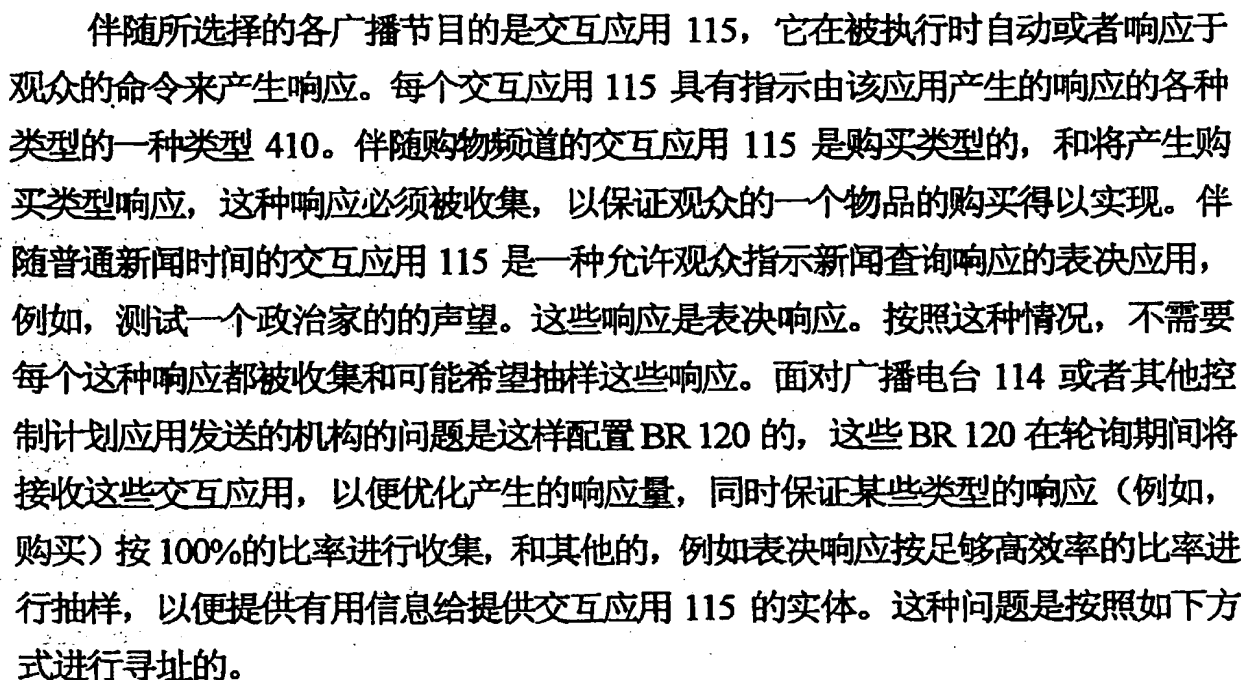 伴随所选择的各广播节目的是交互应用 115，它在被执行时自动或者响应于
观众的命令来产生响应。每个交互应用 115 具有指示由该应用产生的响应的各种
类型的一种类型 410。伴随购物频道的交互应用 115 是购买类型的，和将产生购
买类型响应，这种响应必须被收集，以保证观众的一个物品的购买得以实现。伴
随普通新闻时间的交互应用 115 是一种允许观众指示新闻查询响应的表决应用，
例如，测试一个政治家的的声望。这些响应是表决响应。按照这种情况，不需要
每个这种响应都被收集和可能希望抽样这些响应。面对广播电台 114 或者其他控
制计划应用发送的机构的问题是这样配置 BR 120 的，这些 BR 120 在轮询期间将
接收这些交互应用，以便优化产生的响应量，同时保证某些类型的响应（例如，
购买）按 100%的比率进行收集，和其他的，例如表决响应按足够高效率的比率进
行抽样，以便提供有用信息给提供交互应用 115 的实体。这种问题是按照如下方
式进行寻址的。